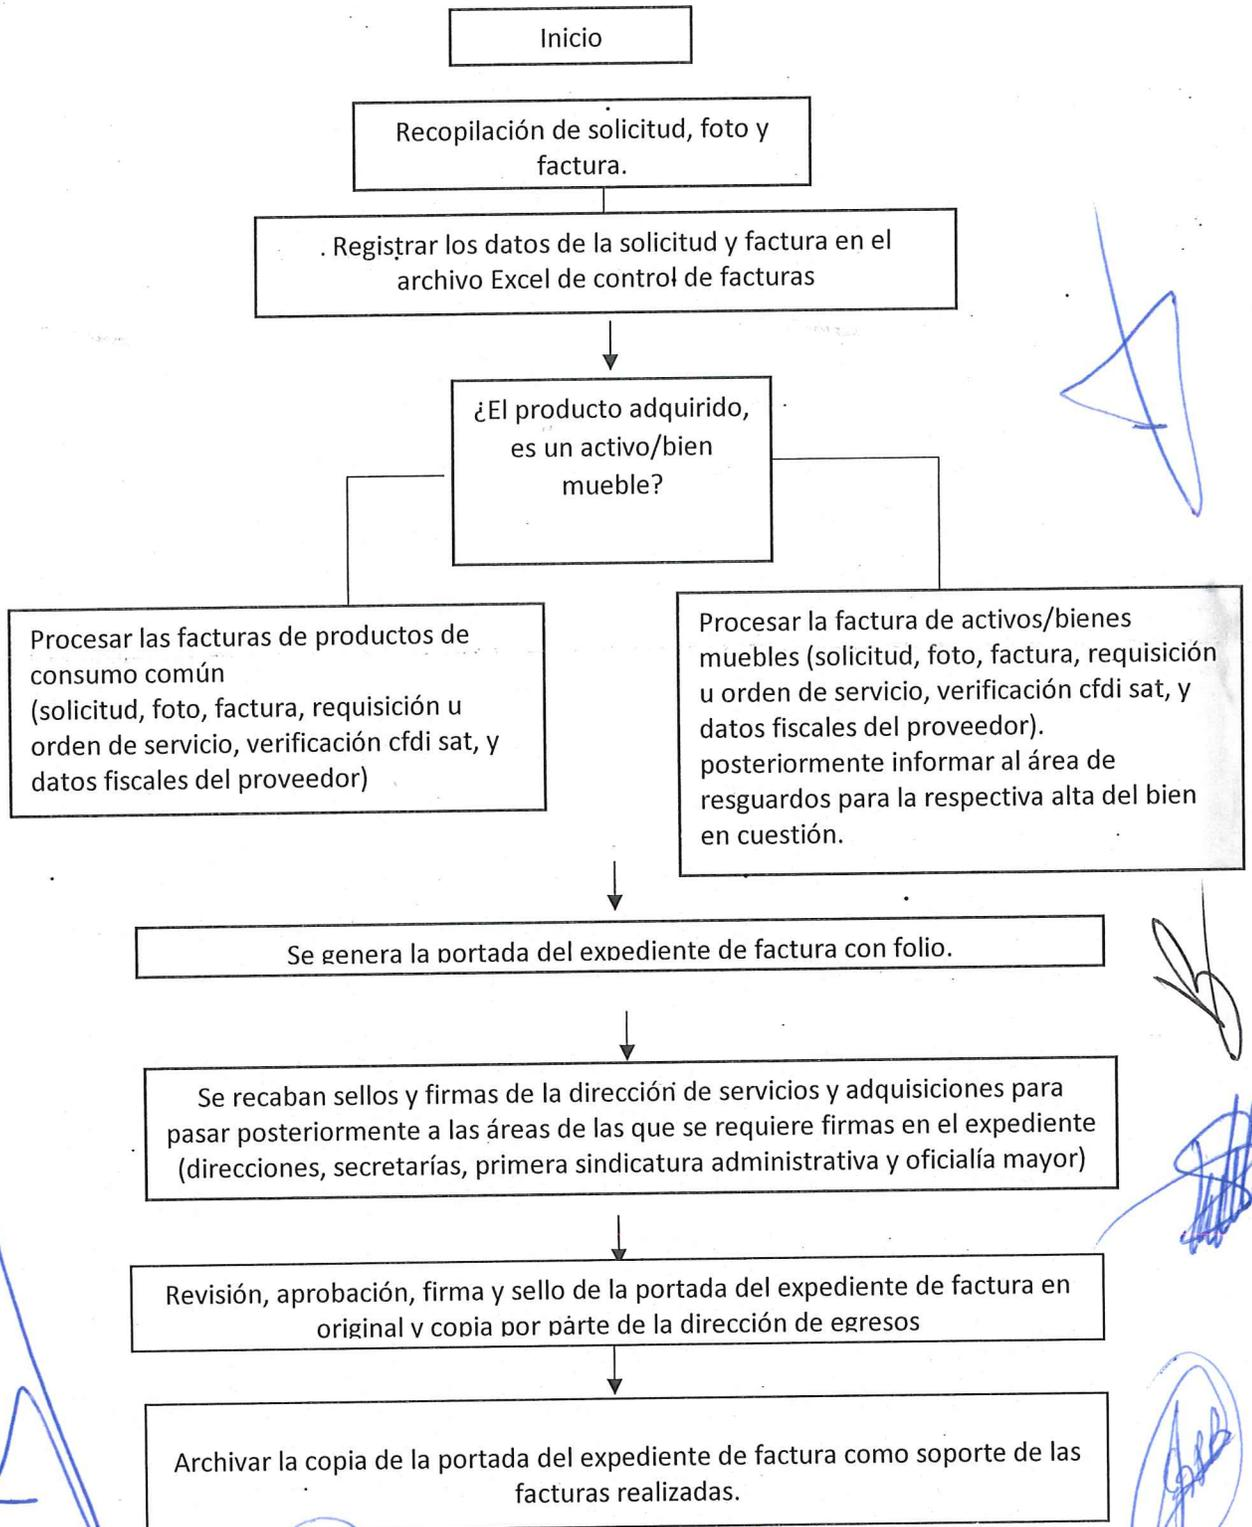 Inicio
Recopilación de solicitud, foto y
factura.
. Registrar los datos de la solicitud y factura en el
archivo Excel de control de facturas
¿El producto adquirido,
es un activo/bien
mueble?
Procesar las facturas de productos de
consumo común
(solicitud, foto, factura, requisición u
orden de servicio, verificación cfdi sat, y
datos fiscales del proveedor)
Procesar la factura de activos/bienes
muebles (solicitud, foto, factura, requisición
u orden de servicio, verificación cfdi sat, y
datos fiscales del proveedor).
posteriormente informar al área de
resguardos para la respectiva alta del bien
en cuestión.
Se genera la portada del expediente de factura con folio.
Se recaban sellos y firmas de la dirección de servicios y adquisiciones para
pasar posteriormente a las áreas de las que se requiere firmas en el expediente
(direcciones, secretarías, primera sindicatura administrativa y oficialía mayor)
Revisión, aprobación, firma y sello de la portada del expediente de factura en
original y copia por parte de la dirección de egresos
Archivar la copia de la portada del expediente de factura como soporte de las
facturas realizadas.